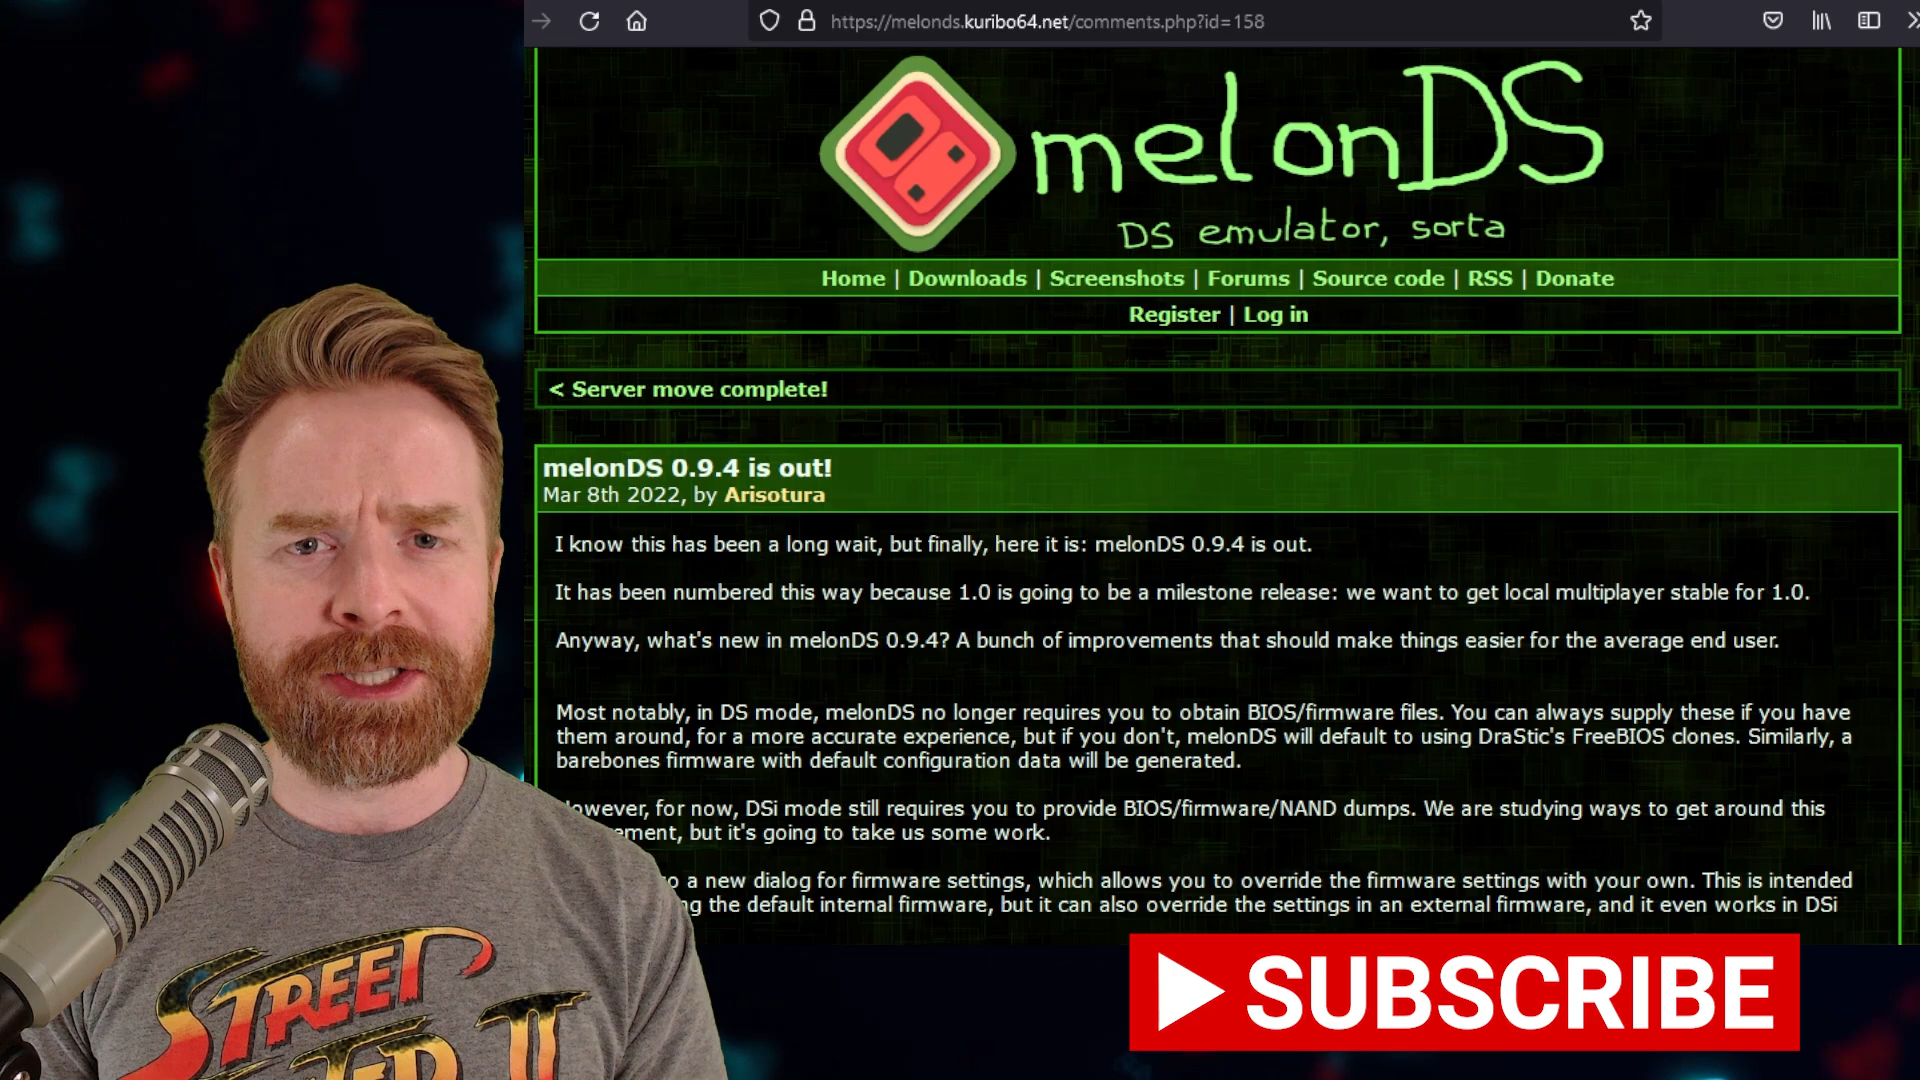 https://melonds.kuribo64.net/comments.php?id=158
melonDS
DS emulator, sorta
Home | Downloads | Screenshots | Forums | Source code | RSS | Donate
Register | Log in
< Server move complete!
melonDS 0.9.4 is out!
Mar 8th 2022, by Arisotura
I know this has been a long wait, but finally, here it is: melonDS 0.9.4 is out.
It has been numbered this way because 1.0 is going to be a milestone release: we want to get local multiplayer stable for 1.0.
Anyway, what's new in melonDS 0.9.4? A bunch of improvements that should make things easier for the average end user.
Most notably, in DS mode, melonDS no longer requires you to obtain BIOS/firmware files. You can always supply these if you have
them around, for a more accurate experience, but if you don't, melonDS will default to using DraStic's FreeBIOS clones. Similarly, a
barebones firmware with default configuration data will be generated.
However, for now, DSi mode still requires you to provide BIOS/firmware/NAND dumps. We are studying ways to get around this
ement, but it's going to take us some work.
a new dialog for firmware settings, which allows you to override the firmware settings with your own. This is intended
the default internal firmware, but it can also override the settings in an external firmware, and it even works in DSi
STREET
II
SUBSCRIBE